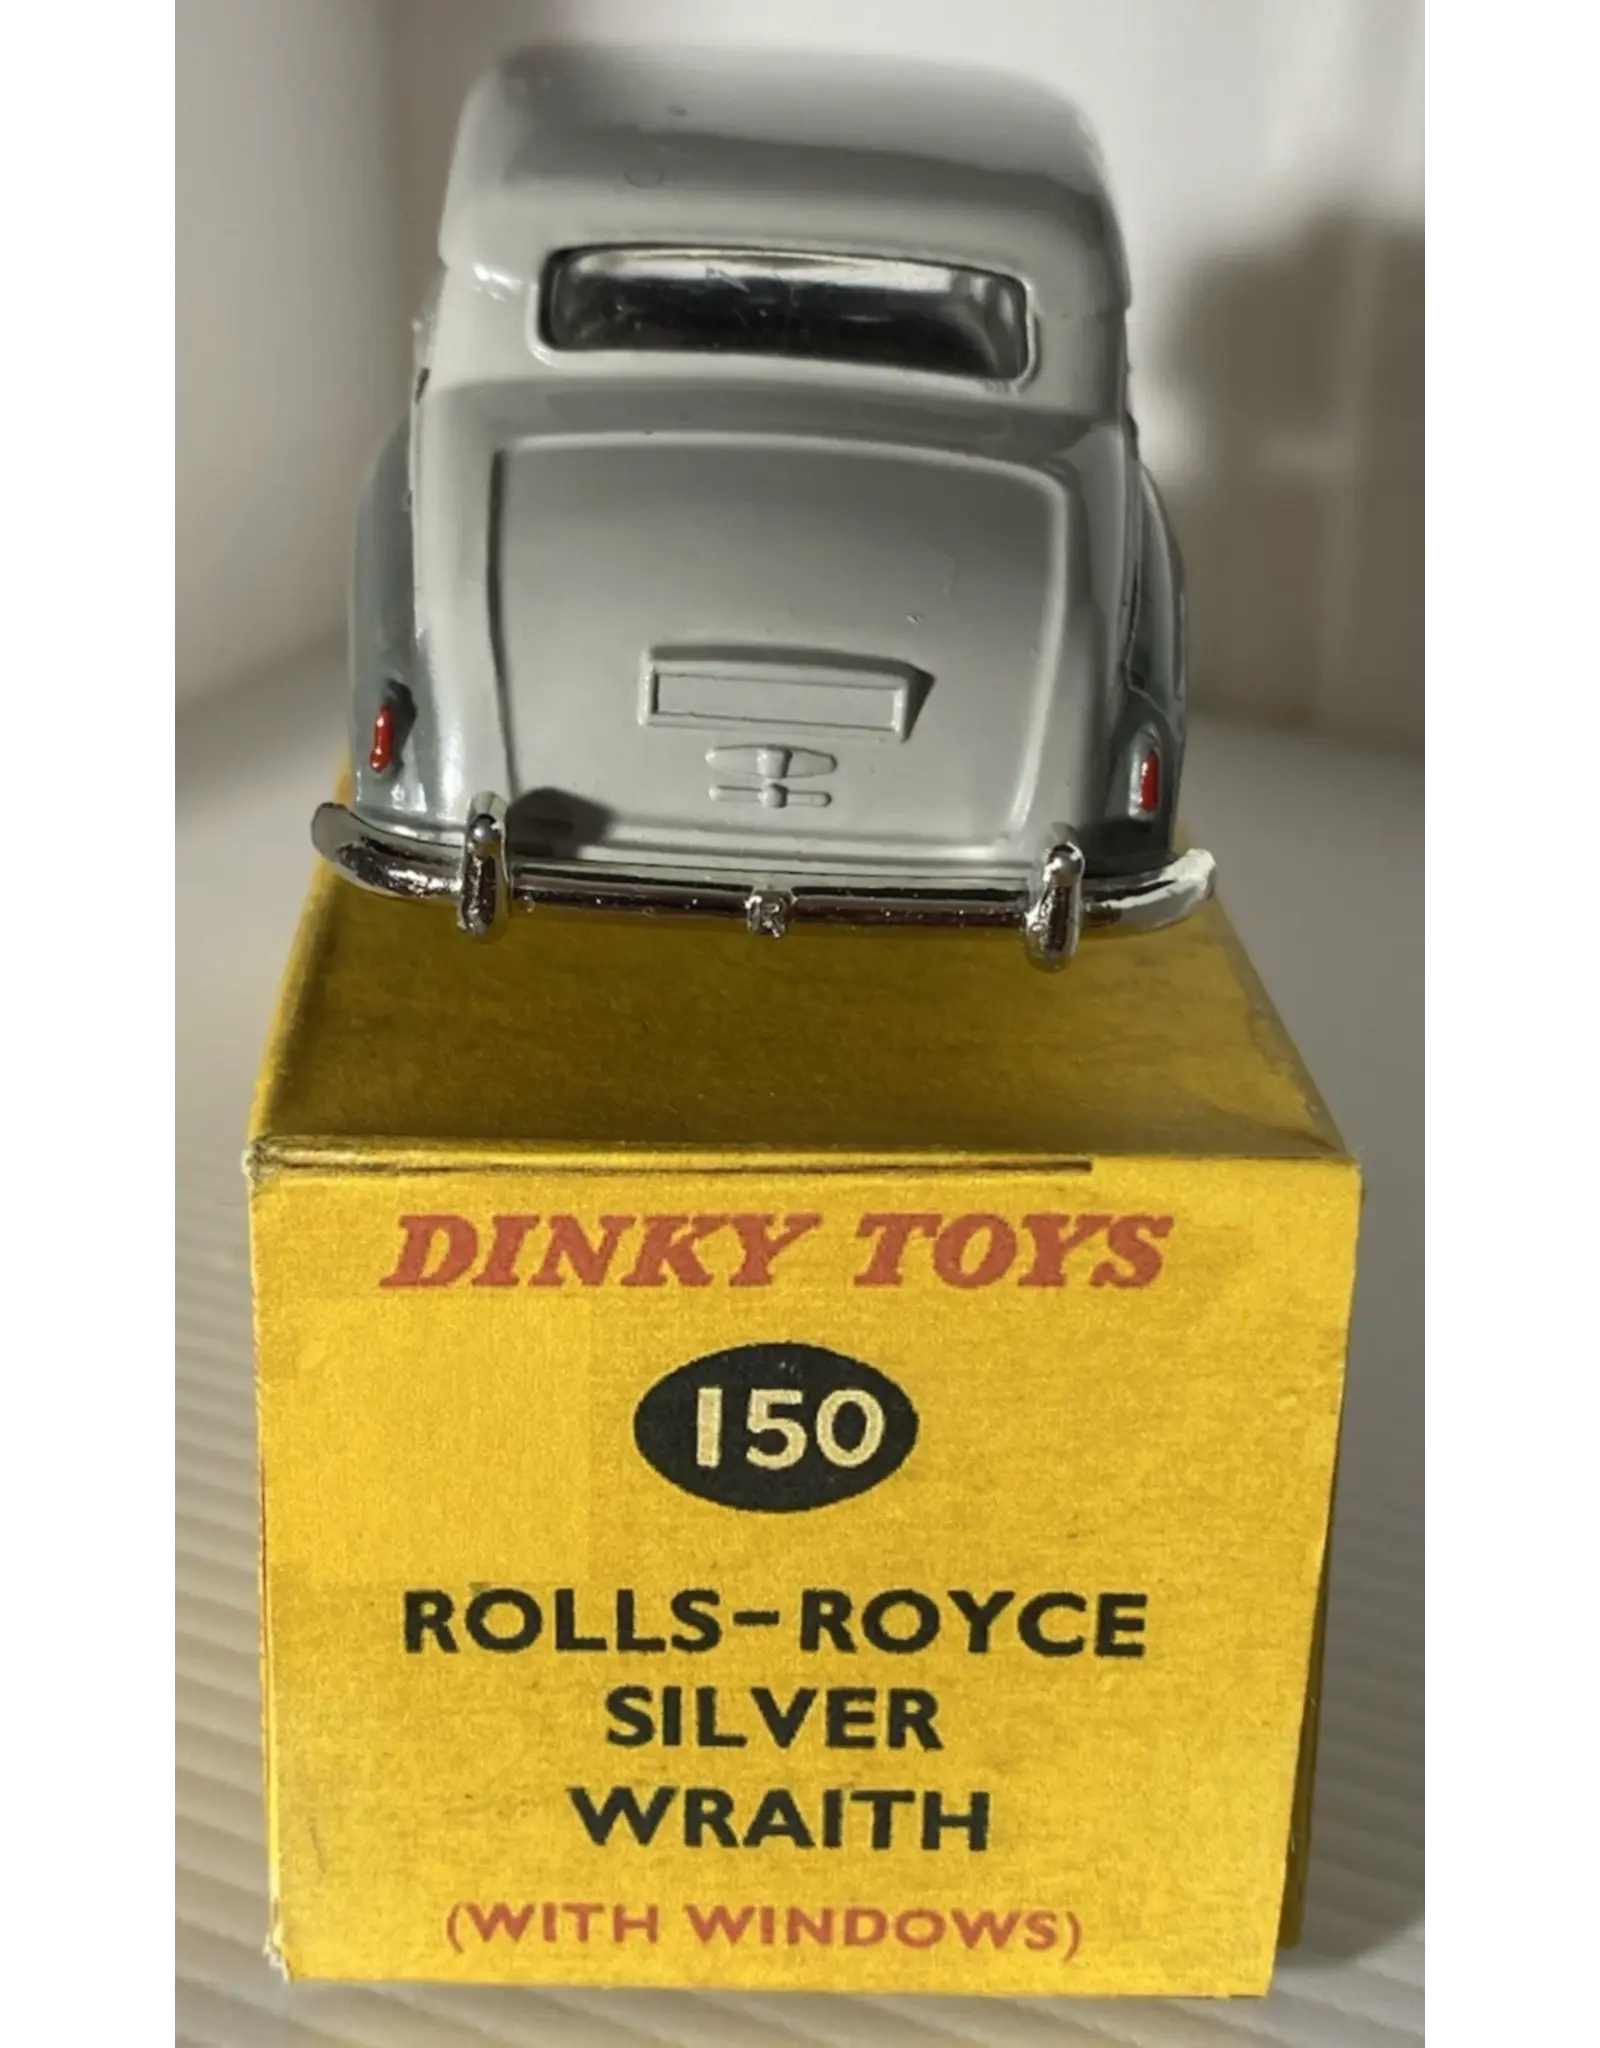 R
DINKY TOYS
150
ROLLS-ROYCE
SILVER
WRAITH
(WITH WINDOWS)